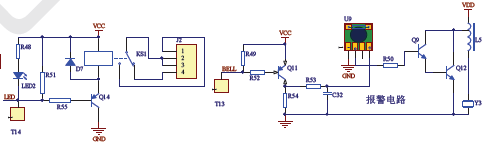 VCC
R48
LED2
R51
D7
LED
R55
Q14
T14
GND
KS1
J2
1
2
3
4
VCC
R49
BELL
R52
Q11
T13
R54
R53
C32
U9
GND
R50
Q9
Q12
VDD
L5
Y3
报警电路